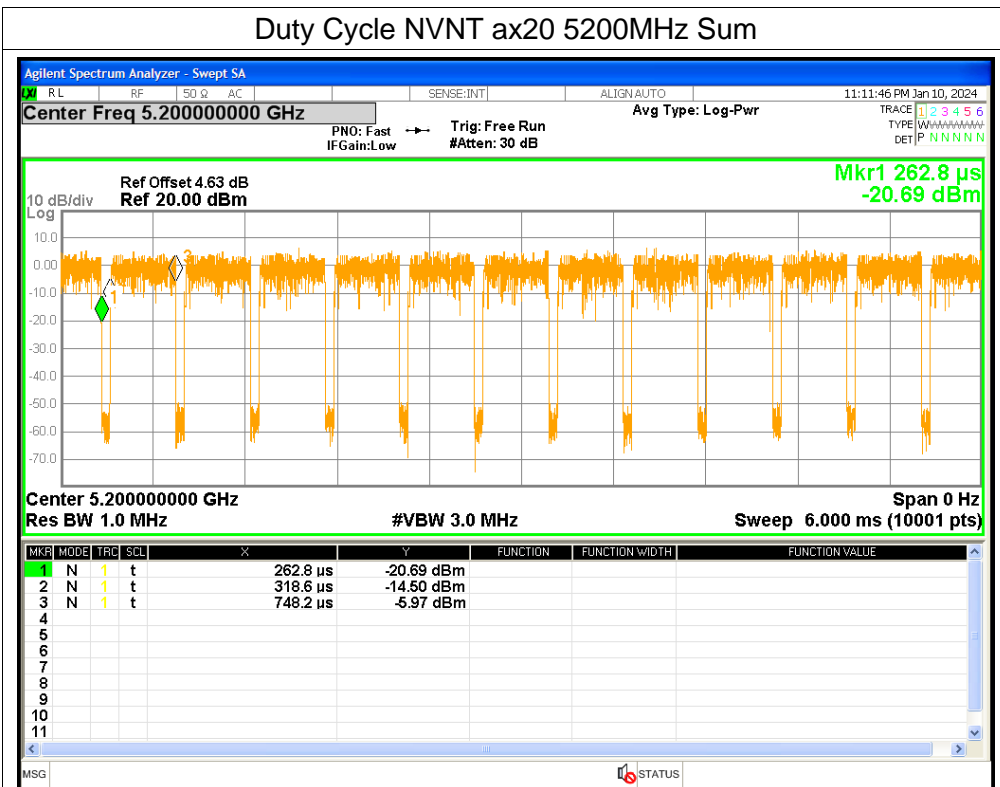 Duty Cycle NVNT ax20 5200MHz Sum
Agilent Spectrum Analyzer - Swept SA
LXI RL RF 50 Ω AC SENSE:INT ALIGN AUTO 11:11:46 PM Jan 10, 2024
Center Freq 5.200000000 GHz Avg Type: Log-Pwr TRACE 1 2 3 4 5 6
PNO: Fast Trig: Free Run TYPE WWWWWW
IFGain:Low #Atten: 30 dB DET P N N N N N
Mkr1 262.8 µs
Ref Offset 4.63 dB
10 dB/div Ref 20.00 dBm -20.69 dBm
Log
10.0
0.00
-10.0
-20.0
-30.0
-40.0
-50.0
-60.0
-70.0
1
3
Center 5.200000000 GHz Span 0 Hz
Res BW 1.0 MHz #VBW 3.0 MHz Sweep 6.000 ms (10001 pts)
MKR MODE TRC SCL X Y FUNCTION FUNCTION WIDTH FUNCTION VALUE
1 N 1 t 262.8 µs -20.69 dBm
2 N 1 t 318.6 µs -14.50 dBm
3 N 1 t 748.2 µs -5.97 dBm
4
5
6
7
8
9
10
11
MSG STATUS